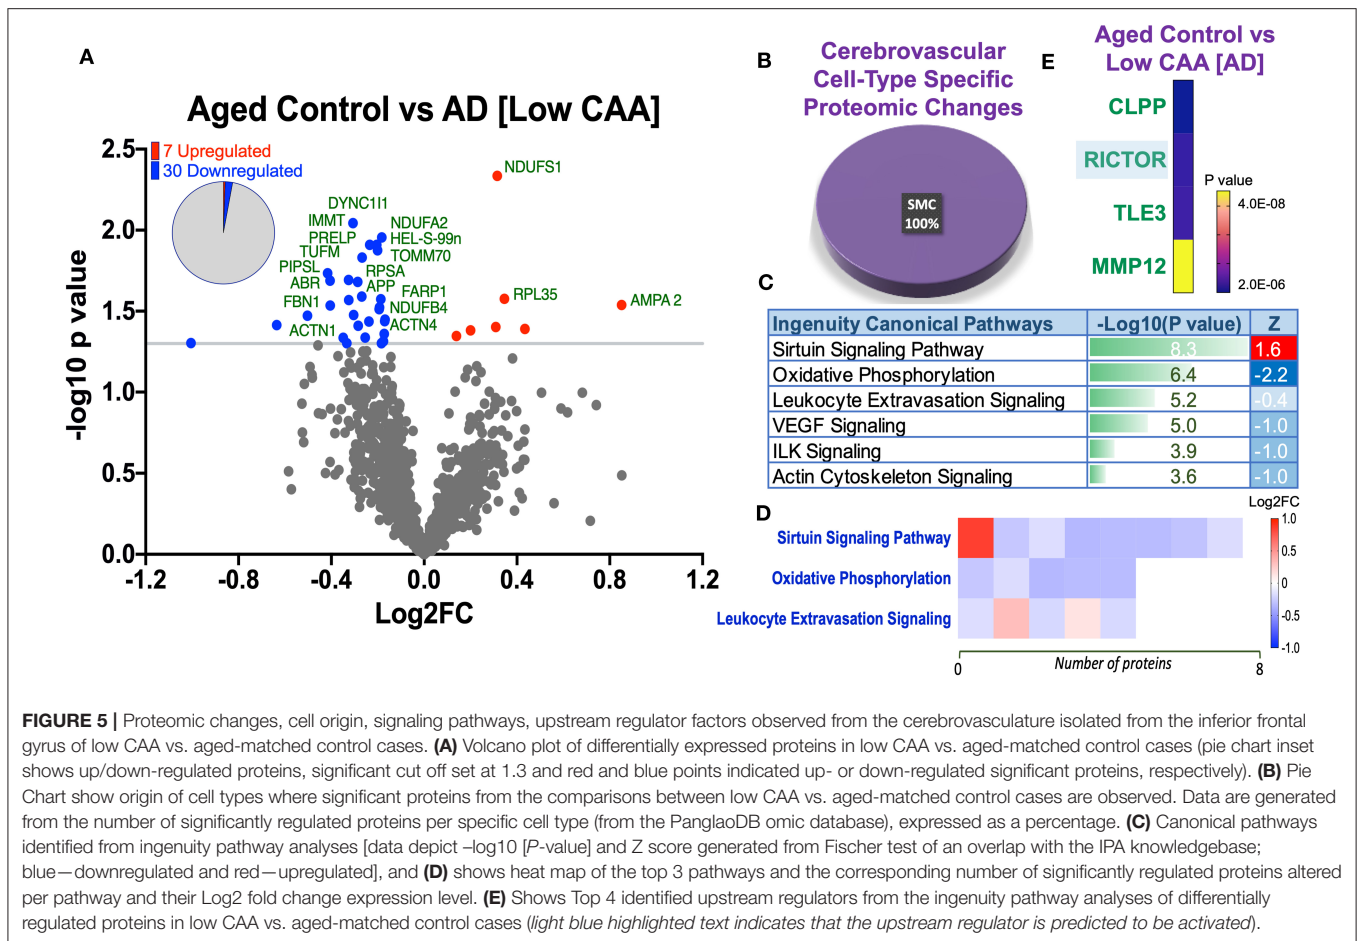 A
Aged Control vs AD [Low CAA]
2.5
2.0
1.5
1.0
0.5
0.0
-log10 p value
7 Upregulated
30 Downregulated
NDUFS1
DYNC1I1
IMMT
NDUFA2
PRELP
HEL-S-99n
TUFM
TOMM70
PIPSL
RPSA
ABR
APP
FARP1
RPL35
AMPA 2
FBN1
NDUFB4
ACTN1
ACTN4
-1.2
-0.8
-0.4
0.0
0.4
0.8
1.2
Log2FC
B
Cerebrovascular
Cell-Type Specific
Proteomic Changes
SMC
100%
E
Aged Control vs
Low CAA [AD]
CLPP
RICTOR
TLE3
MMP12
P value
4.0E-08
2.0E-06
C
Ingenuity Canonical Pathways -Log10(P value) Z
Sirtuin Signaling Pathway 8.3 1.6
Oxidative Phosphorylation 6.4 -2.2
Leukocyte Extravasation Signaling 5.2 -0.4
VEGF Signaling 5.0 -1.0
ILK Signaling 3.9 -1.0
Actin Cytoskeleton Signaling 3.6 -1.0
D
Log2FC
1.0
0.5
0
-0.5
-1.0
Sirtuin Signaling Pathway
Oxidative Phosphorylation
Leukocyte Extravasation Signaling
0
Number of proteins
8
FIGURE 5 | Proteomic changes, cell origin, signaling pathways, upstream regulator factors observed from the cerebrovasculature isolated from the inferior frontal
gyrus of low CAA vs. aged-matched control cases. (A) Volcano plot of differentially expressed proteins in low CAA vs. aged-matched control cases (pie chart inset
shows up/down-regulated proteins, significant cut off set at 1.3 and red and blue points indicated up- or down-regulated significant proteins, respectively). (B) Pie
Chart show origin of cell types where significant proteins from the comparisons between low CAA vs. aged-matched control cases are observed. Data are generated
from the number of significantly regulated proteins per specific cell type (from the PanglaoDB omic database), expressed as a percentage. (C) Canonical pathways
identified from ingenuity pathway analyses [data depict –log10 [P-value] and Z score generated from Fischer test of an overlap with the IPA knowledgebase;
blue—downregulated and red—upregulated], and (D) shows heat map of the top 3 pathways and the corresponding number of significantly regulated proteins altered
per pathway and their Log2 fold change expression level. (E) Shows Top 4 identified upstream regulators from the ingenuity pathway analyses of differentially
regulated proteins in low CAA vs. aged-matched control cases (light blue highlighted text indicates that the upstream regulator is predicted to be activated).